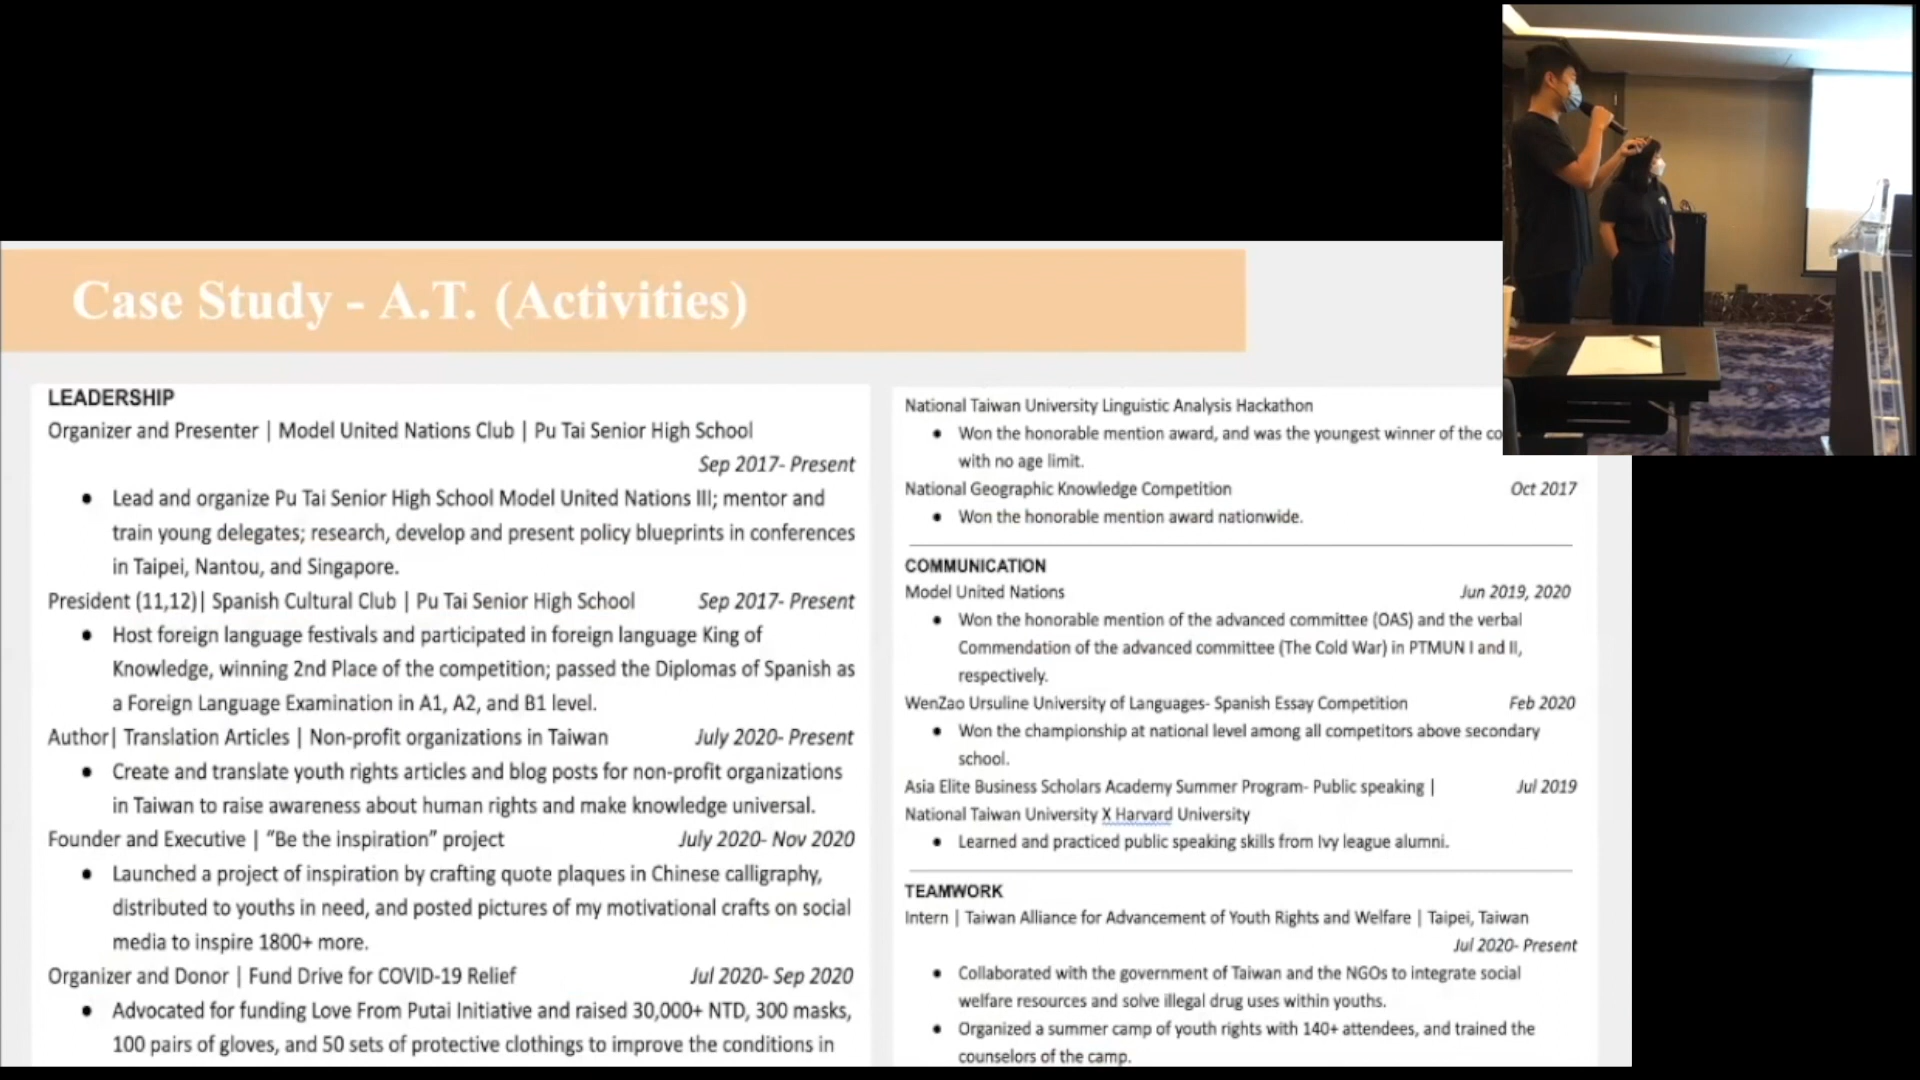 Case Study - A.T. (Activities)
LEADERSHIP
Organizer and Presenter | Model United Nations Club | Pu Tai Senior High School
Sep 2017- Present
● Lead and organize Pu Tai Senior High School Model United Nations III; mentor and
train young delegates; research, develop and present policy blueprints in conferences
in Taipei, Nantou, and Singapore.
President (11,12)| Spanish Cultural Club | Pu Tai Senior High School Sep 2017- Present
● Host foreign language festivals and participated in foreign language King of
Knowledge, winning 2nd Place of the competition; passed the Diplomas of Spanish as
a Foreign Language Examination in A1, A2, and B1 level.
Author| Translation Articles | Non-profit organizations in Taiwan July 2020- Present
● Create and translate youth rights articles and blog posts for non-profit organizations
in Taiwan to raise awareness about human rights and make knowledge universal.
Founder and Executive | “Be the inspiration” project July 2020- Nov 2020
● Launched a project of inspiration by crafting quote plaques in Chinese calligraphy,
distributed to youths in need, and posted pictures of my motivational crafts on social
media to inspire 1800+ more.
Organizer and Donor | Fund Drive for COVID-19 Relief Jul 2020- Sep 2020
● Advocated for funding Love From Putai Initiative and raised 30,000+ NTD, 300 masks,
100 pairs of gloves, and 50 sets of protective clothings to improve the conditions in
National Taiwan University Linguistic Analysis Hackathon
● Won the honorable mention award, and was the youngest winner of the co
with no age limit.
National Geographic Knowledge Competition Oct 2017
● Won the honorable mention award nationwide.
COMMUNICATION
Model United Nations Jun 2019, 2020
● Won the honorable mention of the advanced committee (OAS) and the verbal
Commendation of the advanced committee (The Cold War) in PTMUN I and II,
respectively.
WenZao Ursuline University of Languages- Spanish Essay Competition Feb 2020
● Won the championship at national level among all competitors above secondary
school.
Asia Elite Business Scholars Academy Summer Program- Public speaking | Jul 2019
National Taiwan University X Harvard University
● Learned and practiced public speaking skills from Ivy league alumni.
TEAMWORK
Intern | Taiwan Alliance for Advancement of Youth Rights and Welfare | Taipei, Taiwan
Jul 2020- Present
● Collaborated with the government of Taiwan and the NGOs to integrate social
welfare resources and solve illegal drug uses within youths.
● Organized a summer camp of youth rights with 140+ attendees, and trained the
counselors of the camp.